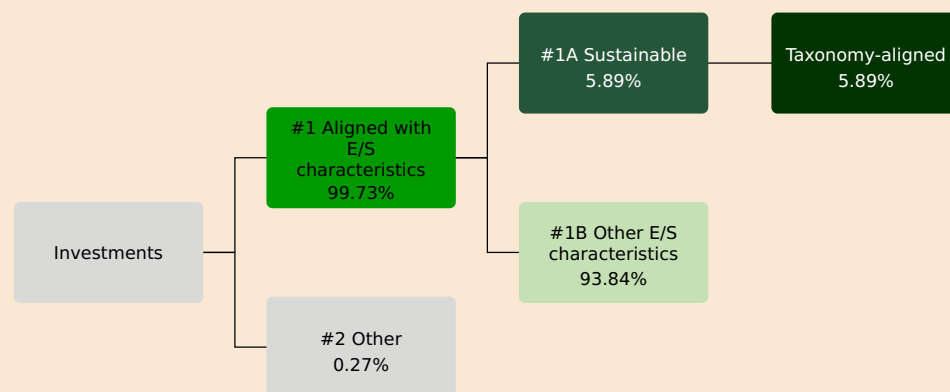 #1A Sustainable
5.89%
Taxonomy-aligned
5.89%
#1 Aligned with
E/S
characteristics
99.73%
Investments
#1B Other E/S
characteristics
93.84%
#2 Other
0.27%